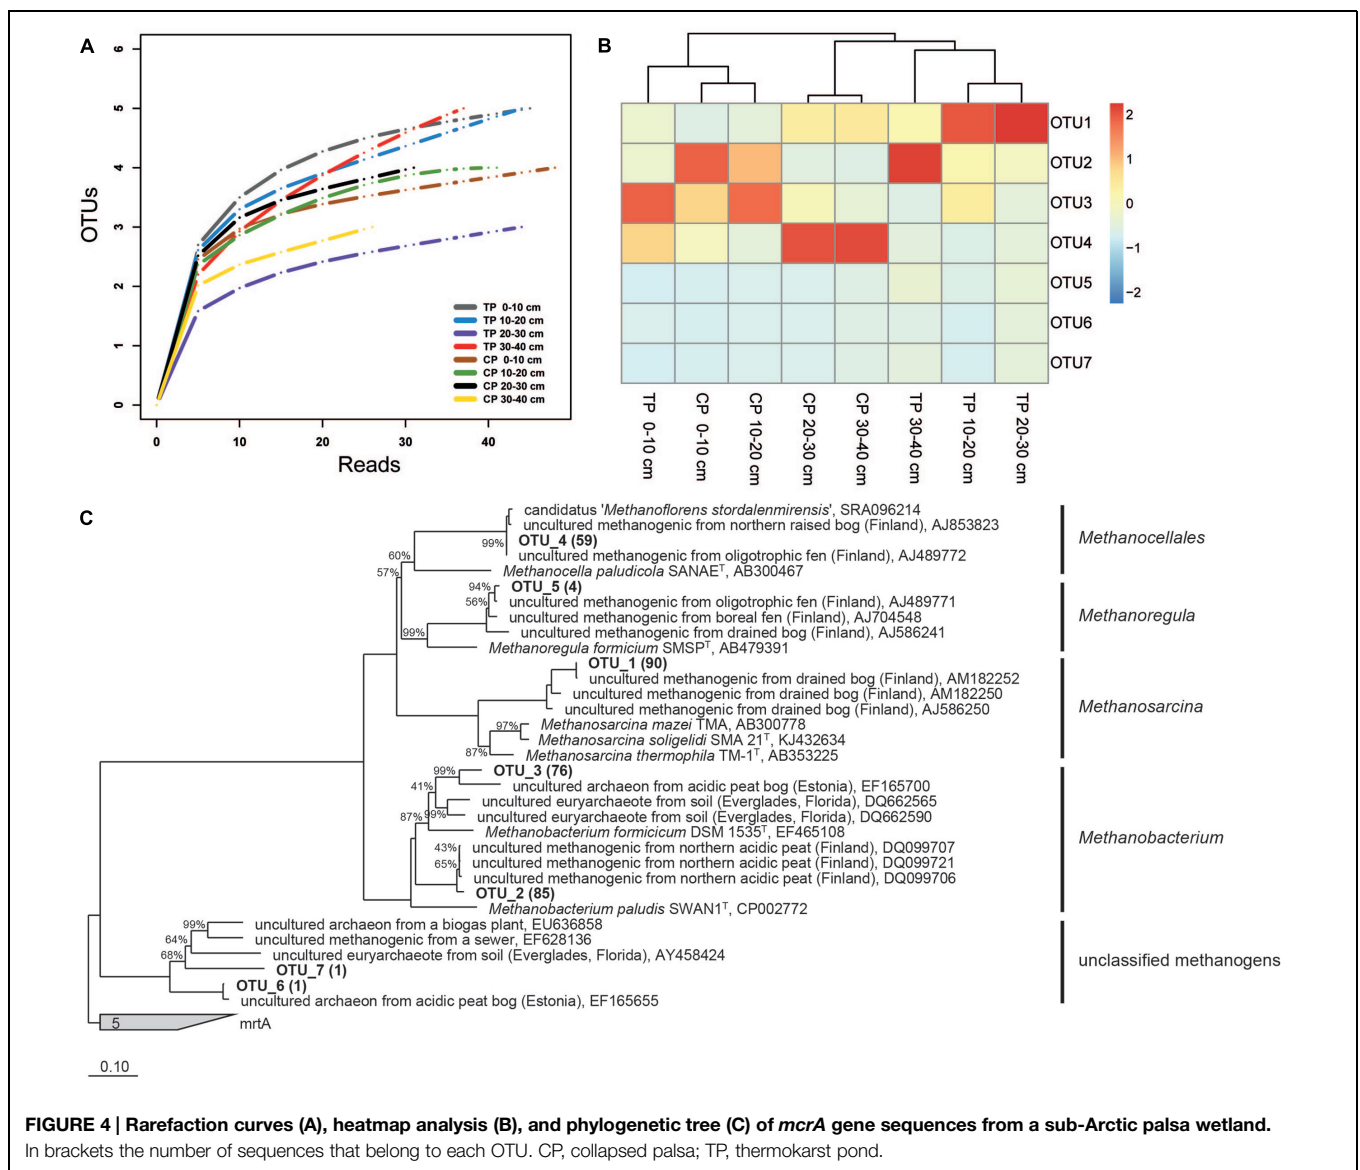 A
OTUs
6
5
4
3
2
1
0
0 10 20 30 40
Reads
TP 0-10 cm
TP 10-20 cm
TP 20-30 cm
TP 30-40 cm
CP 0-10 cm
CP 10-20 cm
CP 20-30 cm
CP 30-40 cm
B
OTU1
OTU2
OTU3
OTU4
OTU5
OTU6
OTU7
TP 0-10 cm
CP 0-10 cm
CP 10-20 cm
CP 20-30 cm
CP 30-40 cm
TP 30-40 cm
TP 10-20 cm
TP 20-30 cm
2
1
0
−1
−2
C
candidatus 'Methanoflorens stordalenmirensis', SRA096214
uncultured methanogenic from northern raised bog (Finland), AJ853823
99%
OTU_4 (59)
uncultured methanogenic from oligotrophic fen (Finland), AJ489772
60%
Methanocella paludicola SANAET, AB300467
57%
Methanocellales
94%
OTU_5 (4)
56%
uncultured methanogenic from oligotrophic fen (Finland), AJ489771
uncultured methanogenic from boreal fen (Finland), AJ704548
99%
uncultured methanogenic from drained bog (Finland), AJ586241
Methanoregula formicium SMSPT, AB479391
Methanoregula
OTU_1 (90)
uncultured methanogenic from drained bog (Finland), AM182252
uncultured methanogenic from drained bog (Finland), AM182250
uncultured methanogenic from drained bog (Finland), AJ586250
97%
Methanosarcina mazei TMA, AB300778
Methanosarcina soligelidi SMA 21T, KJ432634
87%
Methanosarcina thermophila TM-1T, AB353225
Methanosarcina
99%
OTU_3 (76)
41%
uncultured archaeon from acidic peat bog (Estonia), EF165700
uncultured euryarchaeote from soil (Everglades, Florida), DQ662565
87%
99%
uncultured euryarchaeote from soil (Everglades, Florida), DQ662590
Methanobacterium formicicum DSM 1535T, EF465108
43%
uncultured methanogenic from northern acidic peat (Finland), DQ099707
65%
uncultured methanogenic from northern acidic peat (Finland), DQ099721
uncultured methanogenic from northern acidic peat (Finland), DQ099706
OTU_2 (85)
Methanobacterium paludis SWAN1T, CP002772
Methanobacterium
99%
uncultured archaeon from a biogas plant, EU636858
64%
uncultured methanogenic from a sewer, EF628136
68%
uncultured euryarchaeote from soil (Everglades, Florida), AY458424
OTU_7 (1)
OTU_6 (1)
uncultured archaeon from acidic peat bog (Estonia), EF165655
unclassified methanogens
5
mrtA
0.10
FIGURE 4 | Rarefaction curves (A), heatmap analysis (B), and phylogenetic tree (C) of mcrA gene sequences from a sub-Arctic palsa wetland.
In brackets the number of sequences that belong to each OTU. CP, collapsed palsa; TP, thermokarst pond.